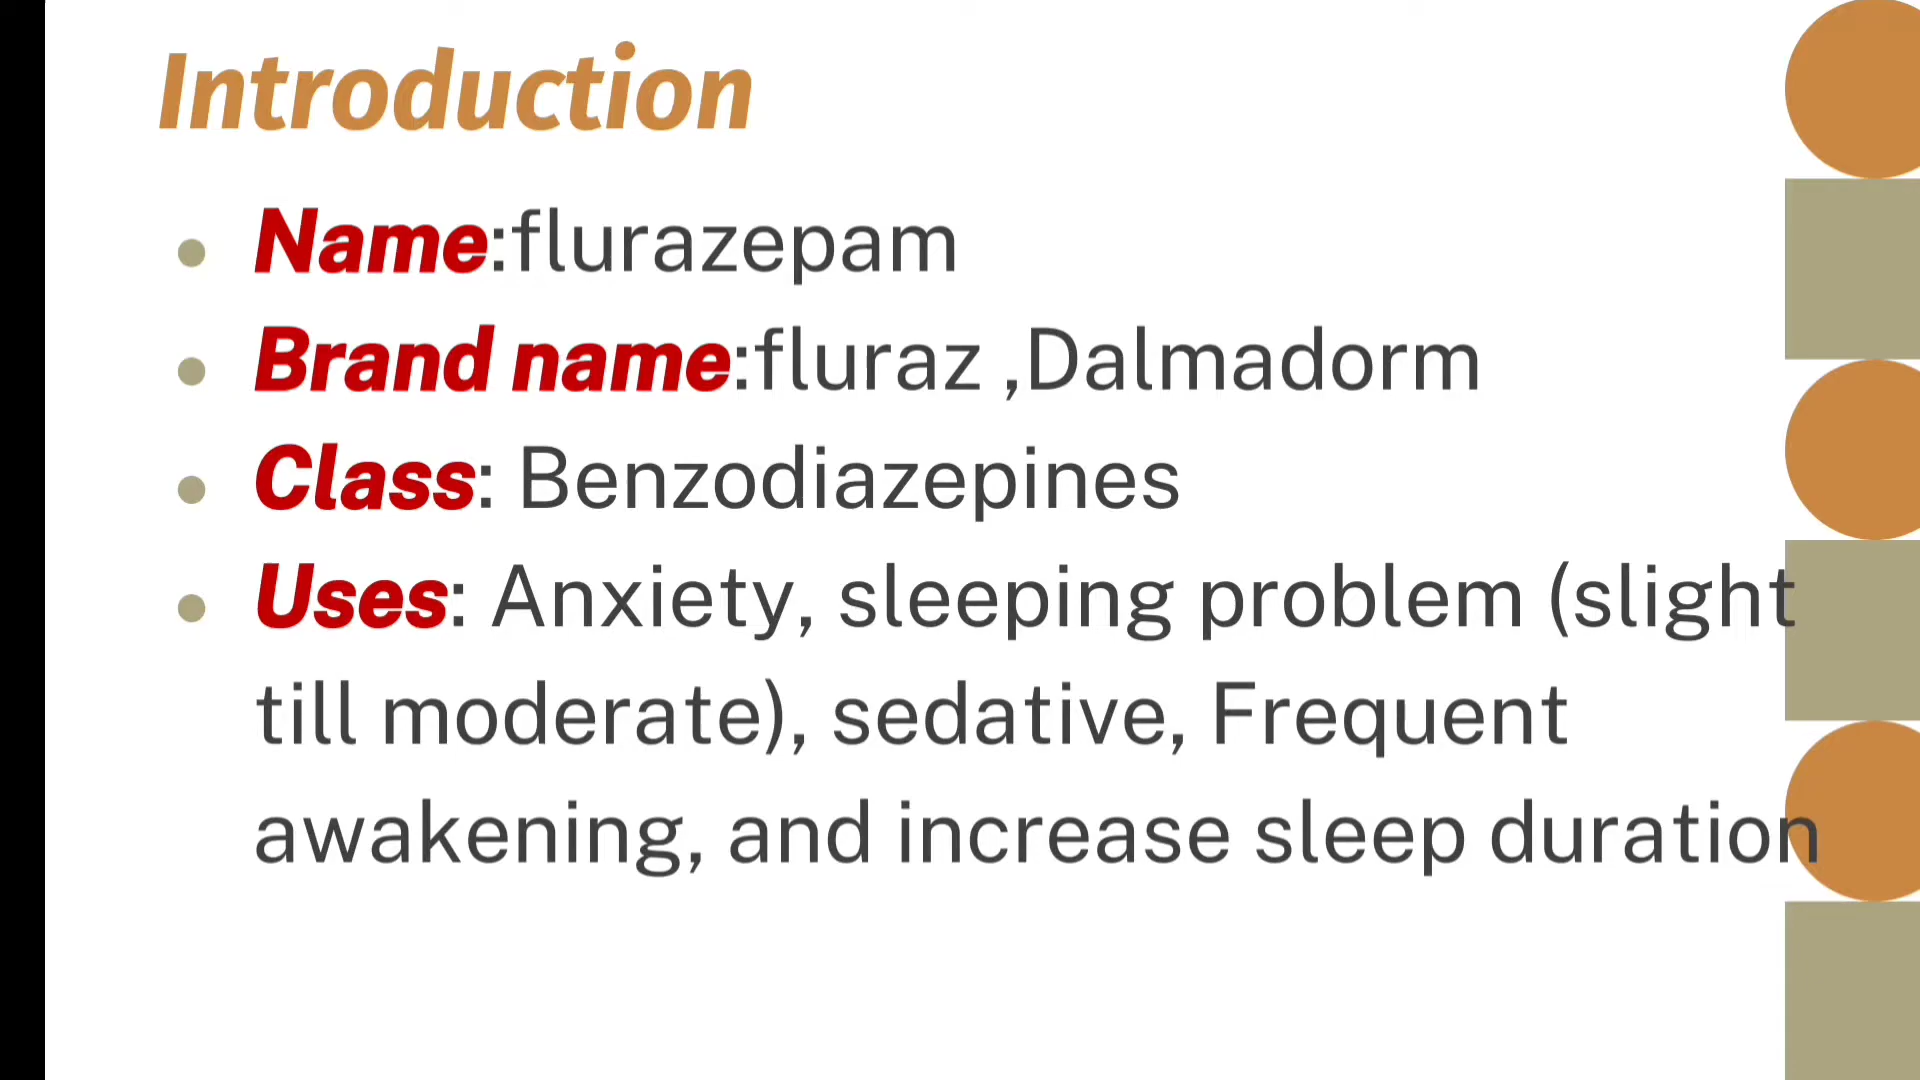 Introduction
Name:flurazepam
Brand name:fluraz ,Dalmadorm
Class: Benzodiazepines
Uses: Anxiety, sleeping problem (slight
till moderate), sedative, Frequent
awakening, and increase sleep duration